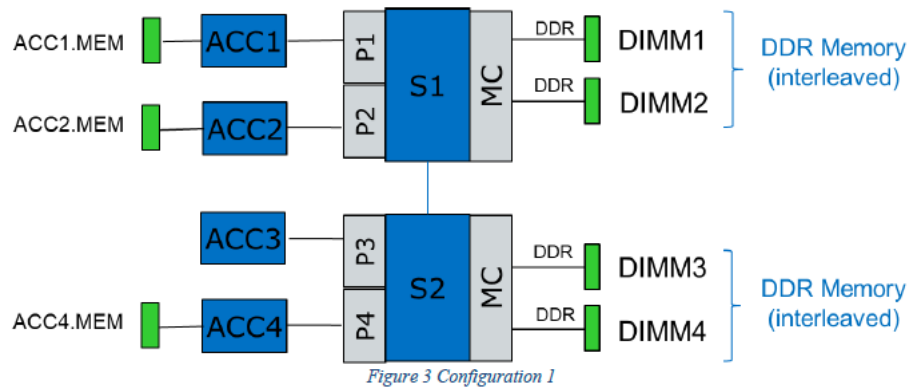 ACC1.MEM
ACC1
P1
S1
MC
DDR
DIMM1
DDR Memory
(interleaved)
ACC2.MEM
ACC2
P2
DDR
DIMM2
ACC3
P3
S2
MC
DDR
DIMM3
DDR Memory
(interleaved)
ACC4.MEM
ACC4
P4
DDR
DIMM4
Figure 3 Configuration 1